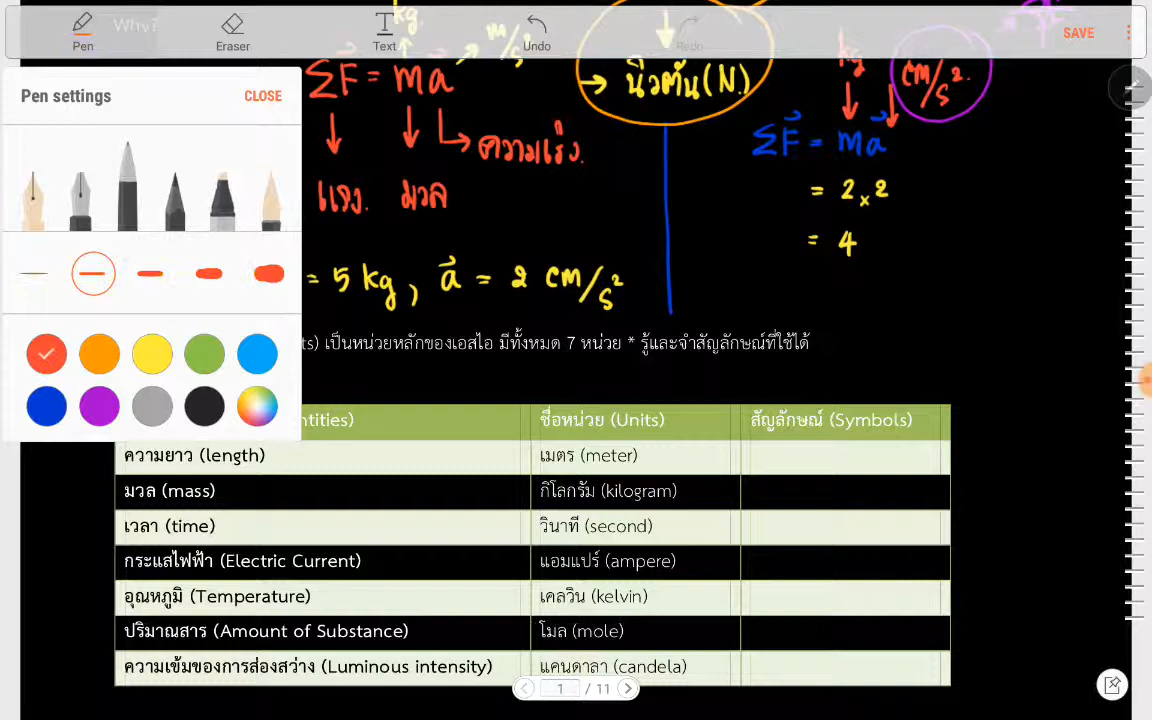 Why?
Pen Eraser Text Undo Redo SAVE
Pen settings CLOSE
kg.
m/s²
ΣF = ma
→ ความเร่ง.
แรง. มวล
→ นิวตัน (N.)
kg cm/s².
ΣF = ma
= 2 x 2
= 4
= 5 kg, a = 2 cm/s²
ts) เป็นหน่วยหลักของเอสไอ มีทั้งหมด 7 หน่วย * รู้และจำสัญลักษณ์ที่ใช้ได้
ntities) ชื่อหน่วย (Units) สัญลักษณ์ (Symbols)
ความยาว (length) เมตร (meter)
มวล (mass) กิโลกรัม (kilogram)
เวลา (time) วินาที (second)
กระแสไฟฟ้า (Electric Current) แอมแปร์ (ampere)
อุณหภูมิ (Temperature) เคลวิน (kelvin)
ปริมาณสาร (Amount of Substance) โมล (mole)
ความเข้มของการส่องสว่าง (Luminous intensity) แคนดาลา (candela)
1 / 11